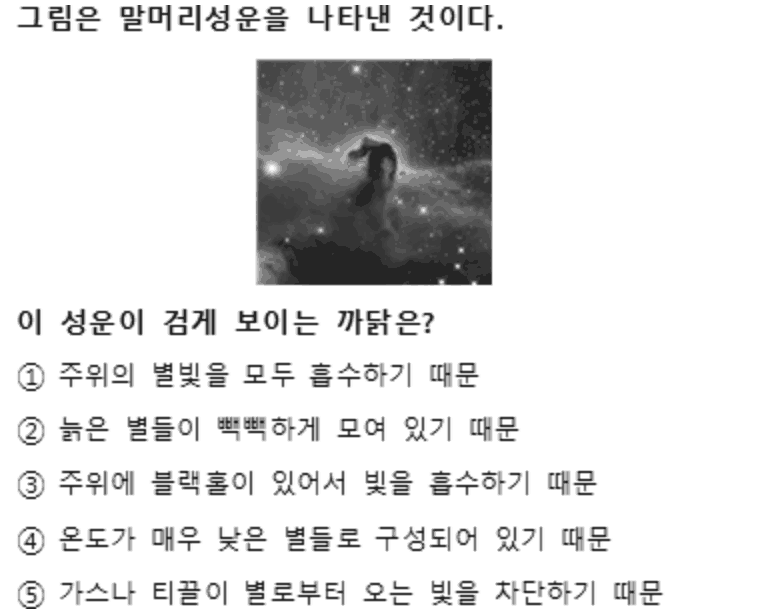 그림은 말머리성운을 나타낸 것이다.
이 성운이 검게 보이는 까닭은?
① 주위의 별빛을 모두 흡수하기 때문
② 늙은 별들이 빽빽하게 모여 있기 때문
③ 주위에 블랙홀이 있어서 빛을 흡수하기 때문
④ 온도가 매우 낮은 별들로 구성되어 있기 때문
⑤ 가스나 티끌이 별로부터 오는 빛을 차단하기 때문